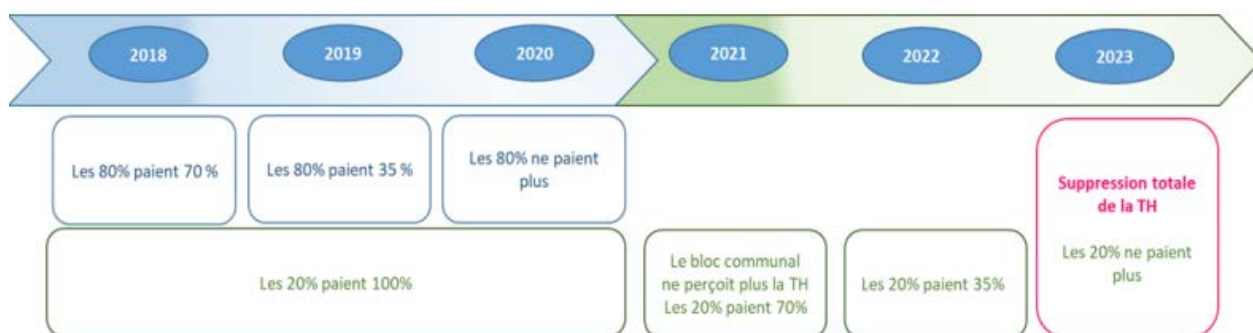 2018
2019
2020
2021
2022
2023
Les 80% paient 70 %
Les 80% paient 35 %
Les 80% ne paient
plus
Suppression totale
de la TH
Les 20% ne paient
plus
Les 20% paient 100%
Le bloc communal
ne perçoit plus la TH
Les 20% paient 70%
Les 20% paient 35%